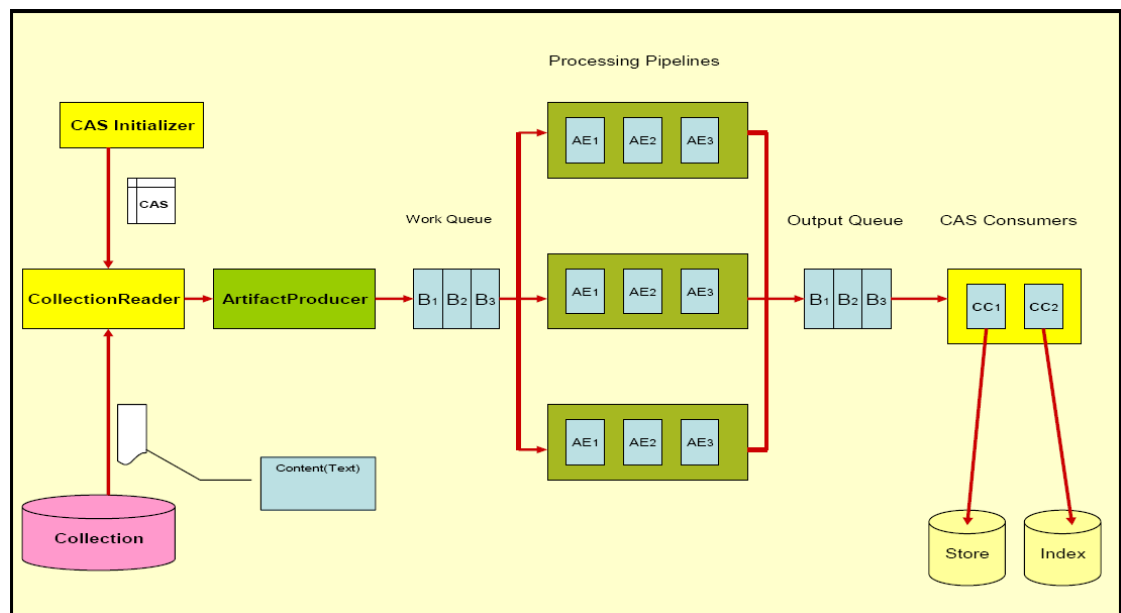 Processing Pipelines
CAS Initializer
AE1 AE2 AE3
CAS
Work Queue
Output Queue
CAS Consumers
CollectionReader
ArtifactProducer
B1 B2 B3
AE1 AE2 AE3
B1 B2 B3
CC1 CC2
AE1 AE2 AE3
Content(Text)
Collection
Store
Index